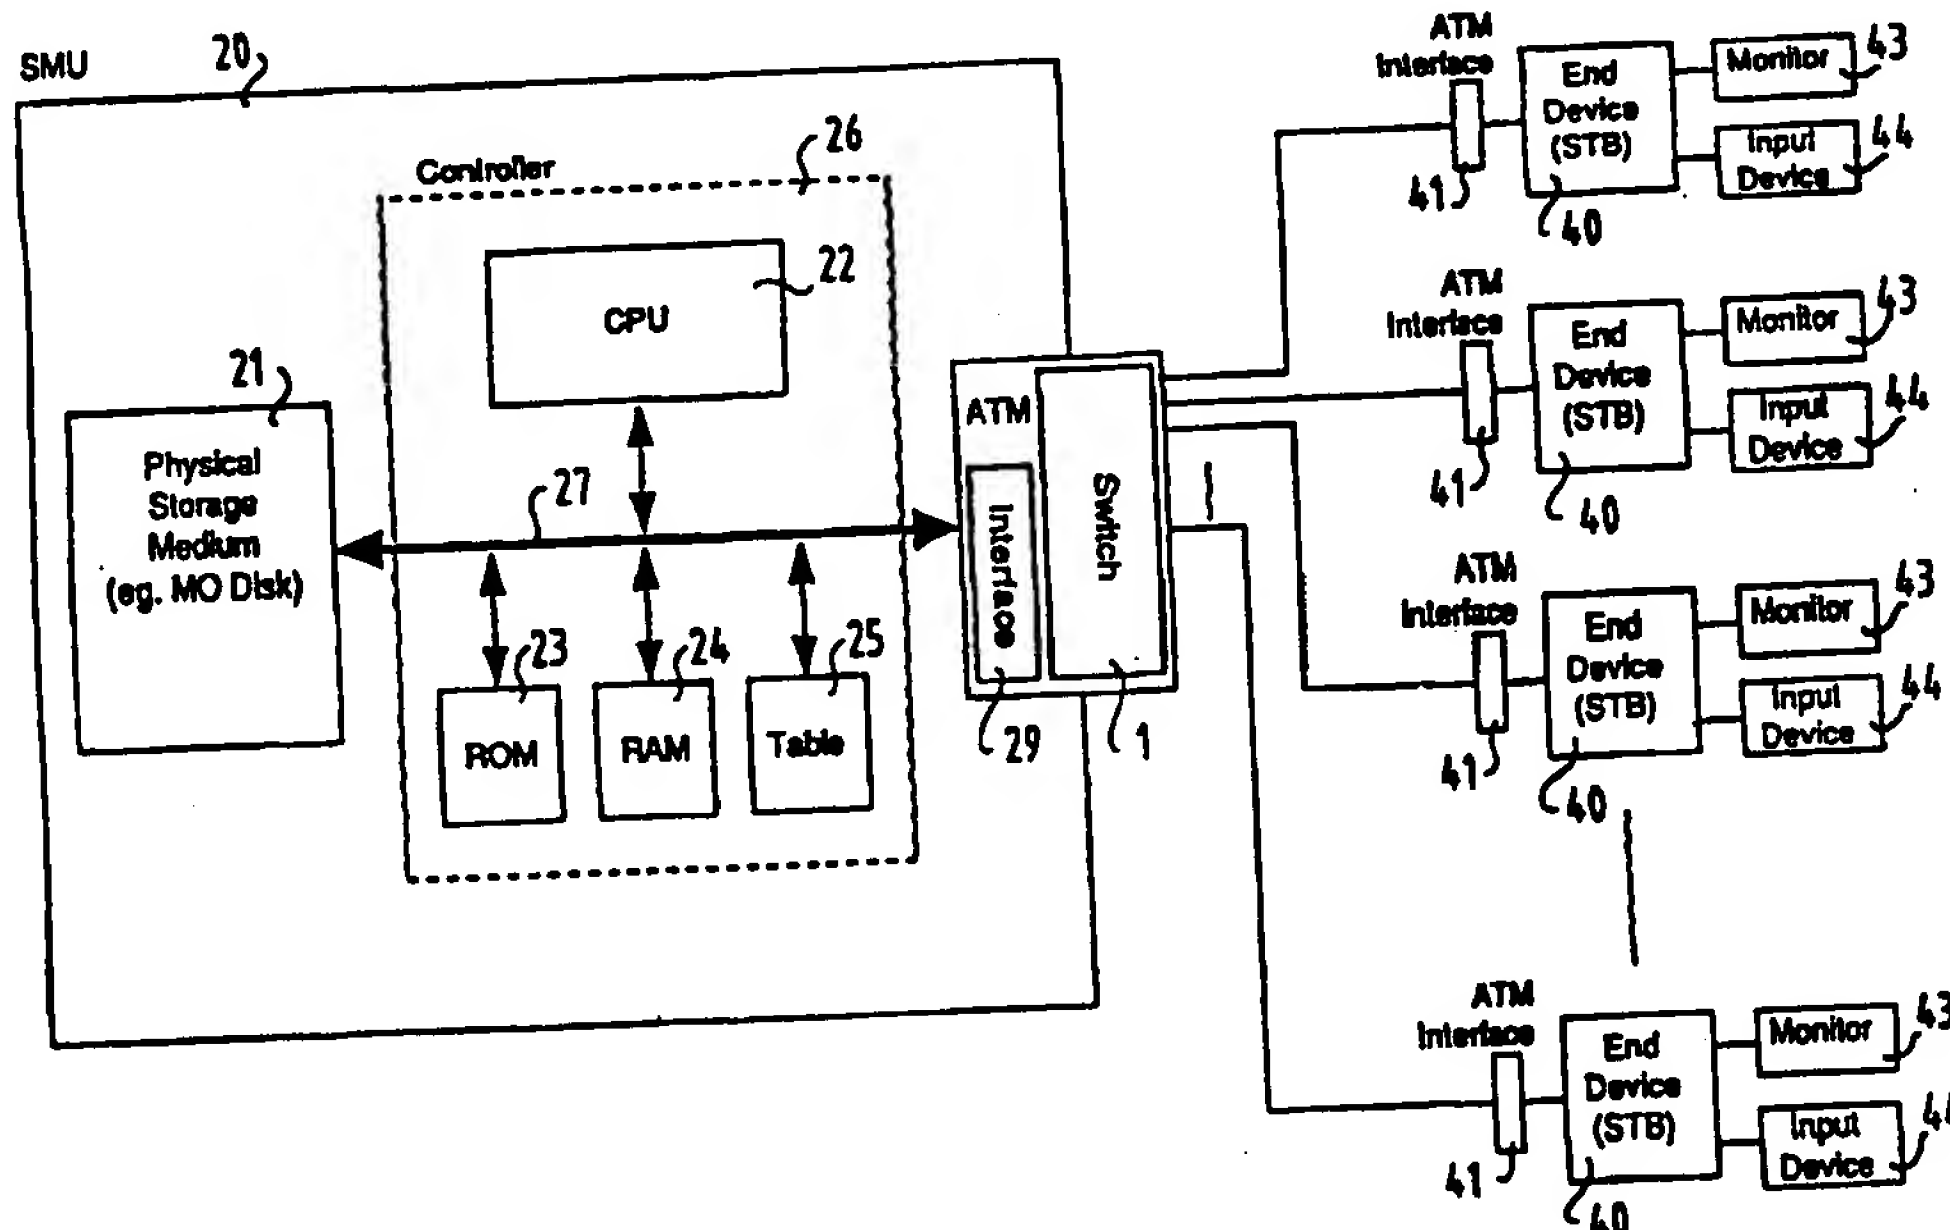 SMU
20
Controller
26
CPU
22
21
Physical
Storage
Medium
(eg. MO Disk)
27
23
ROM
24
RAM
25
Table
ATM
Interface
29
Switch
1
ATM
Interface
41
End
Device
(STB)
40
Monitor
43
Input
Device
44
ATM
Interface
41
End
Device
(STB)
40
Monitor
43
Input
Device
44
ATM
Interface
41
End
Device
(STB)
40
Monitor
43
Input
Device
44
ATM
Interface
41
End
Device
(STB)
40
Monitor
43
Input
Device
44